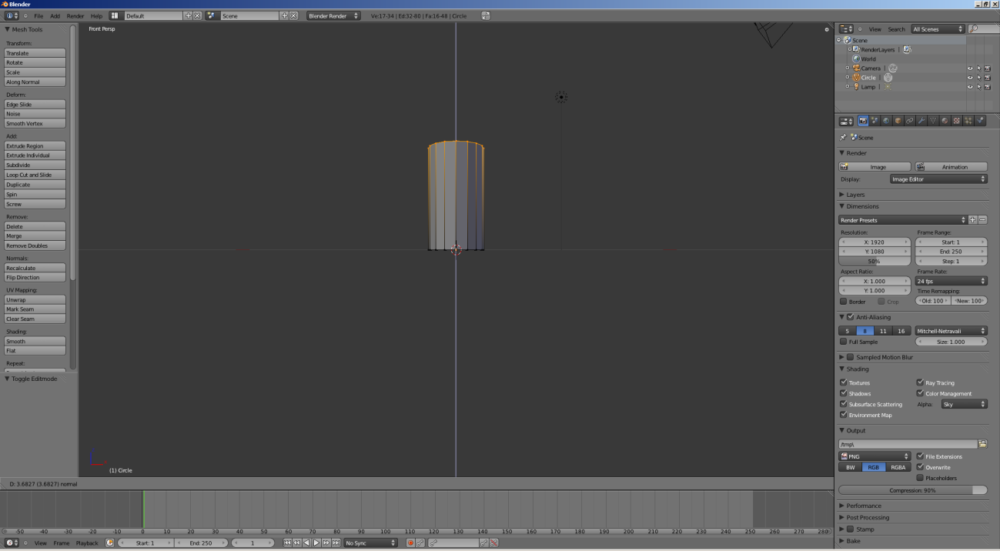 Blender
File Add Render Help Default Scene Blender Render Ve:17-34 | Ed:32-80 | Fa:16-48 | Circle
Mesh Tools
Transform:
Translate
Rotate
Scale
Along Normal
Deform:
Edge Slide
Noise
Smooth Vertex
Add:
Extrude Region
Extrude Individual
Subdivide
Loop Cut and Slide
Duplicate
Spin
Screw
Remove:
Delete
Merge
Remove Doubles
Normals:
Recalculate
Flip Direction
UV Mapping:
Unwrap
Mark Seam
Clear Seam
Shading:
Smooth
Flat
Repeat:
Toggle Editmode
Front Persp
(1) Circle
D: 3.6827 (3.6827) normal
-50 -40 -30 -20 -10 0 10 20 30 40 50 60 70 80 90 100 110 120 130 140 150 160 170 180 190 200 210 220 230 240 250 260 270 280
View Frame Playback Start: 1 End: 250 1 No Sync
View Search All Scenes
Scene
RenderLayers |
World
Camera |
Circle |
Lamp |
Scene
Render
Image Animation
Display: Image Editor
Layers
Dimensions
Render Presets
Resolution: Frame Range:
X: 1920 Start: 1
Y: 1080 End: 250
50% Step: 1
Aspect Ratio: Frame Rate:
X: 1.000 24 fps
Y: 1.000 Time Remapping:
Border Crop Old: 100 New: 100
Anti-Aliasing
5 8 11 16 Mitchell-Netravali
Full Sample Size: 1.000
Sampled Motion Blur
Shading
Textures Ray Tracing
Shadows Color Management
Subsurface Scattering Alpha: Sky
Environment Map
Output
/tmp\
PNG File Extensions
BW RGB RGBA Overwrite
Placeholders
Compression: 90%
Performance
Post Processing
Stamp
Bake